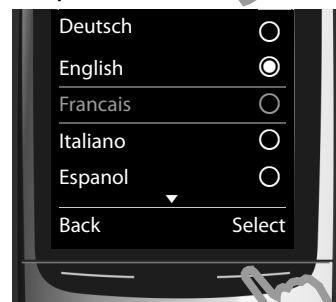 Deutsch
English
Francais
Italiano
Espanol
Back Select